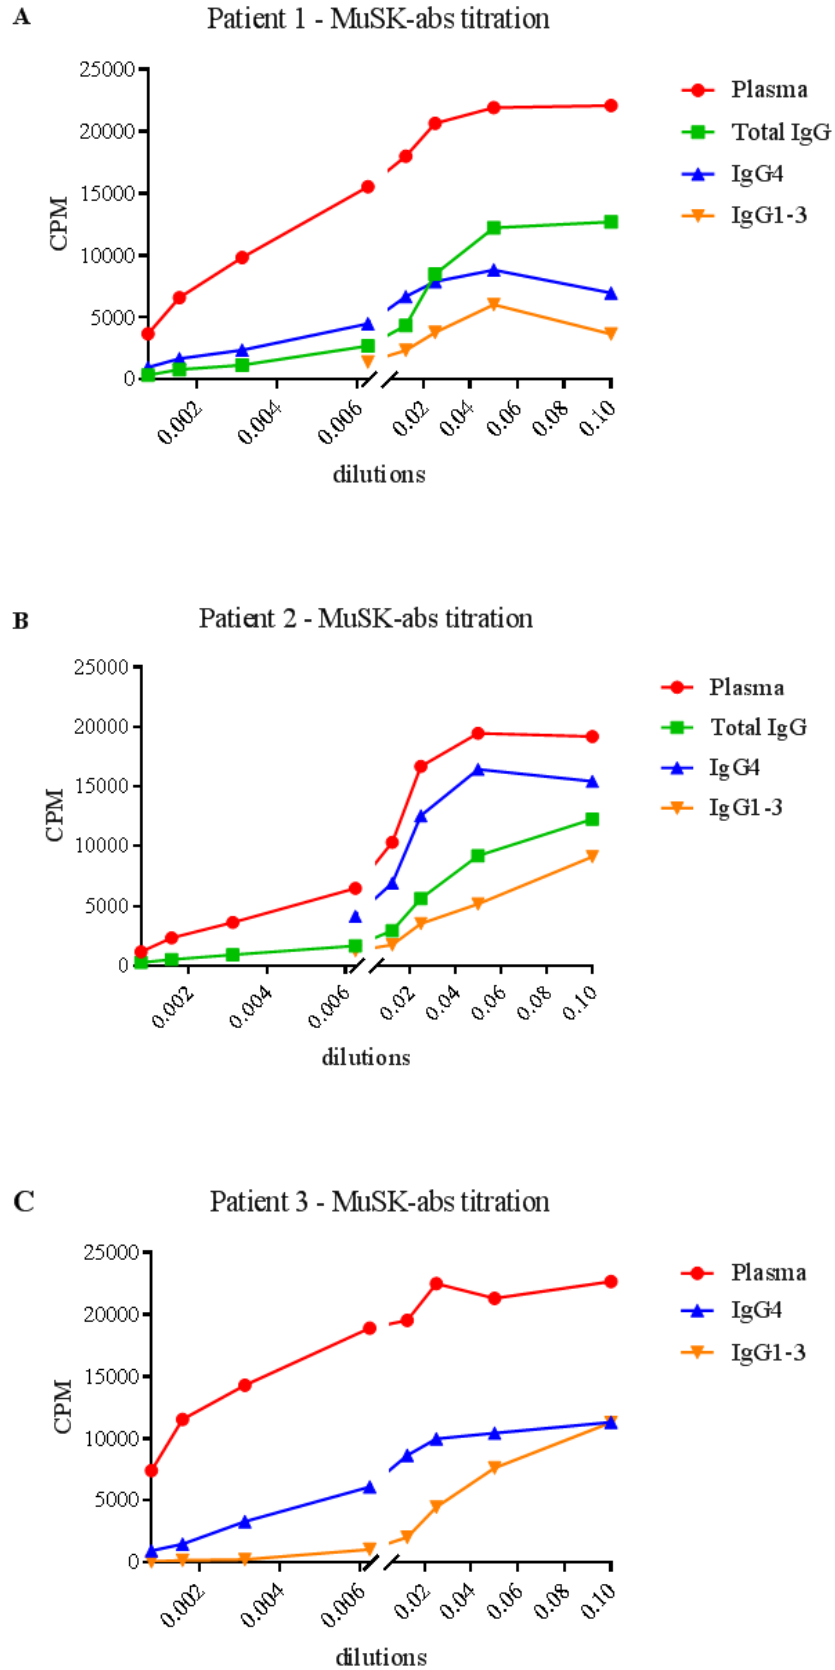 A
Patient 1 - MuSK-abs titration
25000
20000
15000
10000
5000
0
CPM
0.002
0.004
0.006
0.02
0.04
0.06
0.08
0.10
dilutions
Plasma
Total IgG
IgG4
IgG1-3
B
Patient 2 - MuSK-abs titration
25000
20000
15000
10000
5000
0
CPM
0.002
0.004
0.006
0.02
0.04
0.06
0.08
0.10
dilutions
Plasma
Total IgG
IgG4
IgG1-3
C
Patient 3 - MuSK-abs titration
25000
20000
15000
10000
5000
0
CPM
0.002
0.004
0.006
0.02
0.04
0.06
0.08
0.10
dilutions
Plasma
IgG4
IgG1-3